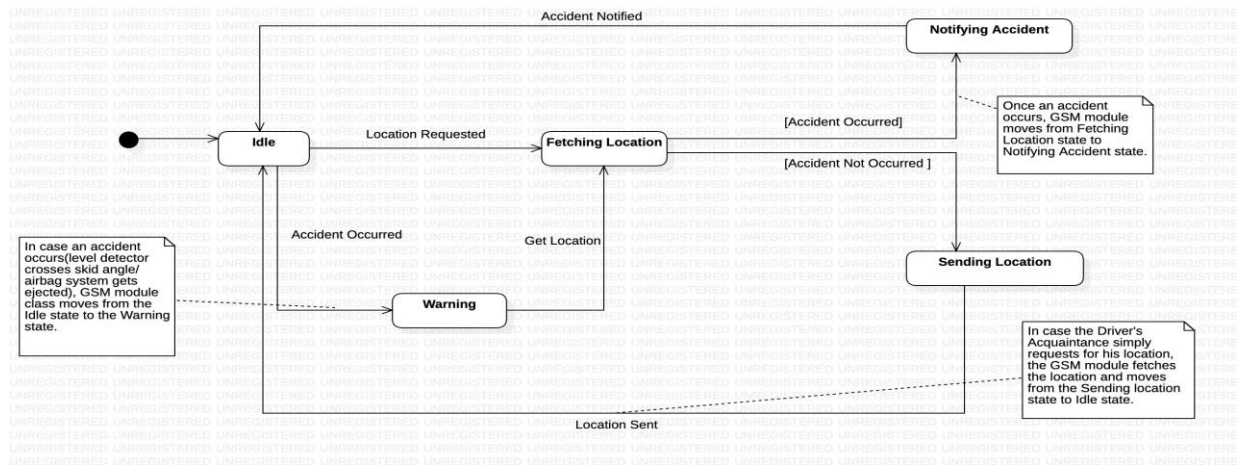 Accident Notified
Notifying Accident
Once an accident
occurs, GSM module
moves from Fetching
Location state to
Notifying Accident state.
[Accident Occurred]
Idle
Location Requested
Fetching Location
[Accident Not Occurred ]
Accident Occurred
Get Location
In case an accident
occurs(level detector
crosses skid angle/
airbag system gets
ejected), GSM module
class moves from the
Idle state to the Warning
state.
Sending Location
Warning
In case the Driver's
Acquaintance simply
requests for his location,
the GSM module fetches
the location and moves
from the Sending location
state to Idle state.
Location Sent